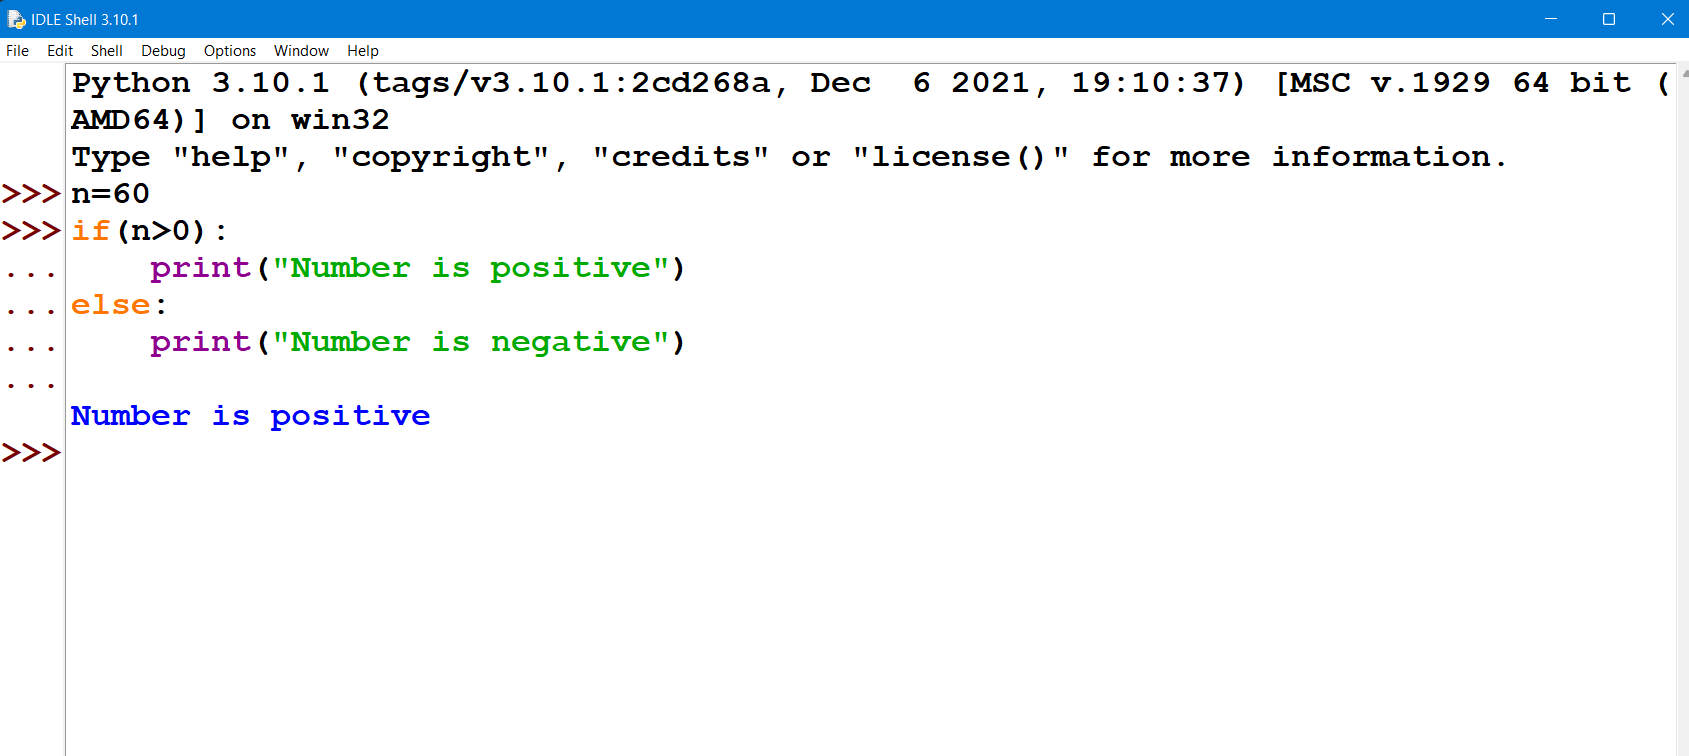 IDLE Shell 3.10.1
File Edit Shell Debug Options Window Help
Python 3.10.1 (tags/v3.10.1:2cd268a, Dec  6 2021, 19:10:37) [MSC v.1929 64 bit (
AMD64)] on win32
Type "help", "copyright", "credits" or "license()" for more information.
>>> n=60
>>> if(n>0):
...     print("Number is positive")
... else:
...     print("Number is negative")
...
Number is positive
>>>